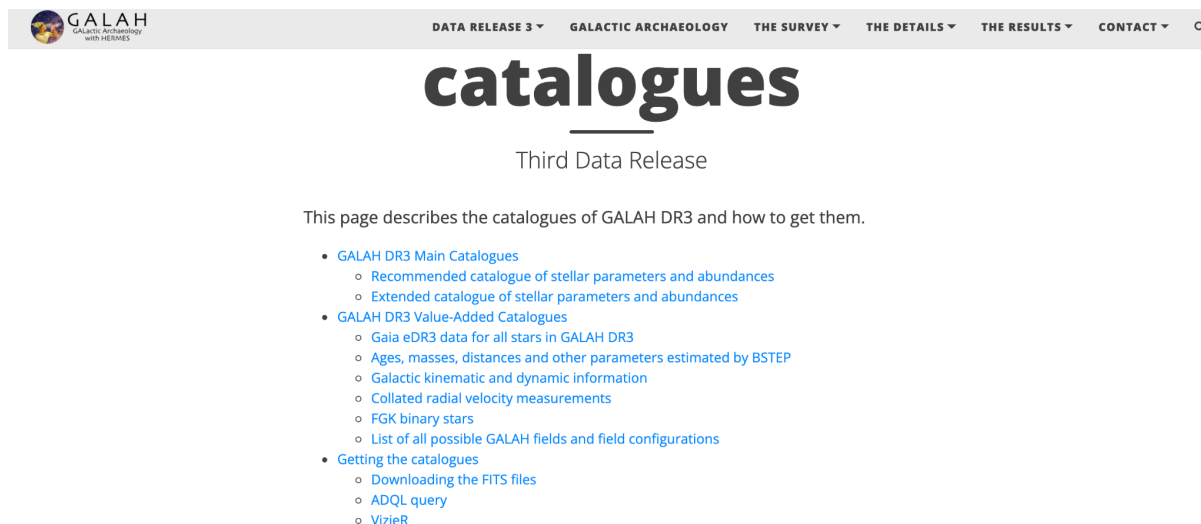 GALAH
GALactic Archaeology
with HERMES
DATA RELEASE 3 GALACTIC ARCHAEOLOGY THE SURVEY THE DETAILS THE RESULTS CONTACT
catalogues
Third Data Release
This page describes the catalogues of GALAH DR3 and how to get them.
GALAH DR3 Main Catalogues
Recommended catalogue of stellar parameters and abundances
Extended catalogue of stellar parameters and abundances
GALAH DR3 Value-Added Catalogues
Gaia eDR3 data for all stars in GALAH DR3
Ages, masses, distances and other parameters estimated by BSTEP
Galactic kinematic and dynamic information
Collated radial velocity measurements
FGK binary stars
List of all possible GALAH fields and field configurations
Getting the catalogues
Downloading the FITS files
ADQL query
VizieR